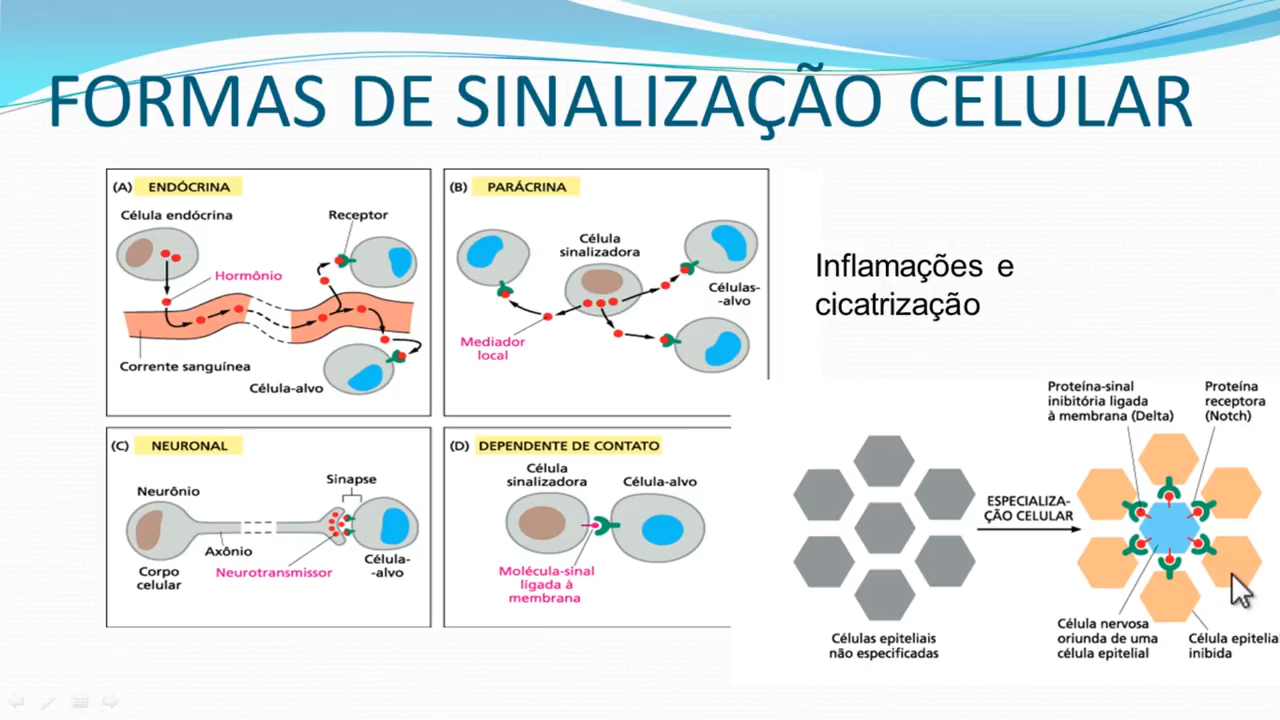 FORMAS DE SINALIZAÇÃO CELULAR
(A) ENDÓCRINA
Célula endócrina
Receptor
Hormônio
Corrente sanguínea
Célula-alvo
(B) PARÁCRINA
Célula
sinalizadora
Células-
-alvo
Mediador
local
Inflamações e
cicatrização
(C) NEURONAL
Neurônio
Sinapse
Axônio
Corpo
celular
Neurotransmissor
Célula-
-alvo
(D) DEPENDENTE DE CONTATO
Célula
sinalizadora
Célula-alvo
Molécula-sinal
ligada à
membrana
Proteína-sinal
inibitória ligada
à membrana (Delta)
Proteína
receptora
(Notch)
ESPECIALIZA-
ÇÃO CELULAR
Células epiteliais
não especificadas
Célula nervosa
oriunda de uma
célula epitelial
Célula epitelia
inibida